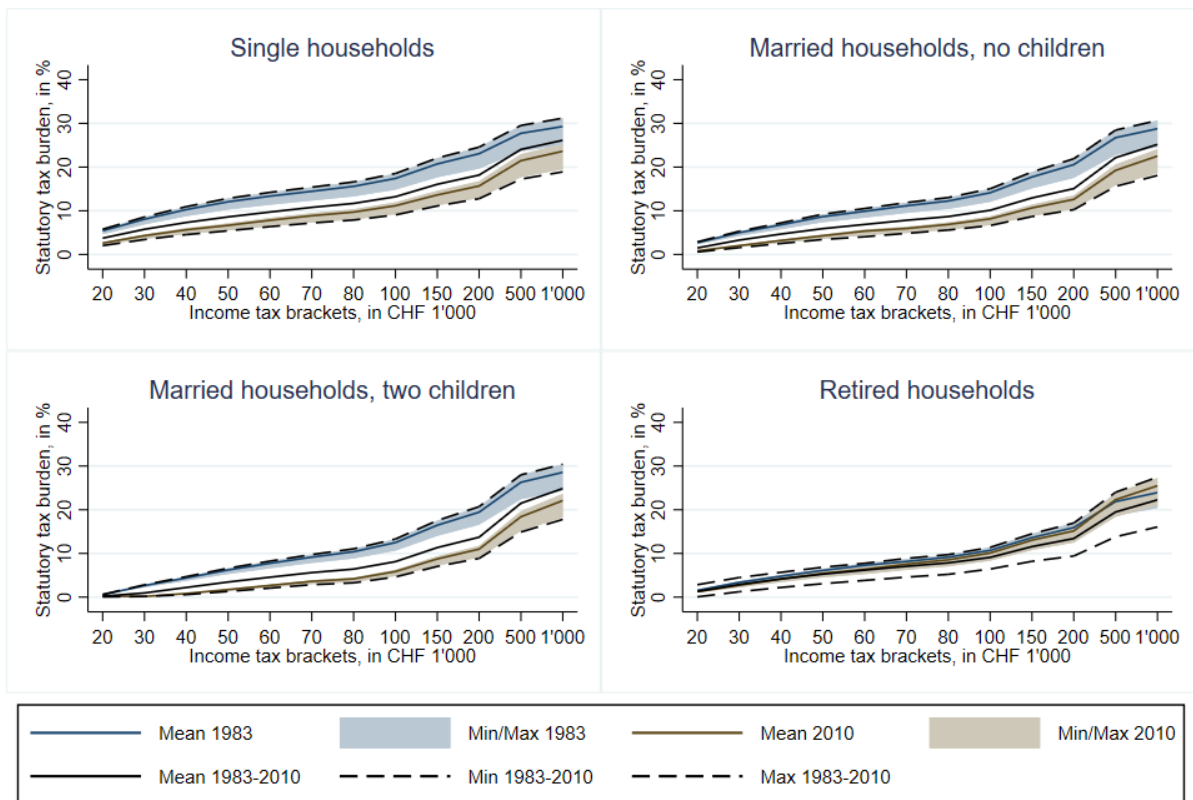 Single households
Statutory tax burden, in %
40
30
20
10
0
20 30 40 50 60 70 80 100 150 200 500 1'000
Income tax brackets, in CHF 1'000
Married households, no children
Statutory tax burden, in %
40
30
20
10
0
20 30 40 50 60 70 80 100 150 200 500 1'000
Income tax brackets, in CHF 1'000
Married households, two children
Statutory tax burden, in %
40
30
20
10
0
20 30 40 50 60 70 80 100 150 200 500 1'000
Income tax brackets, in CHF 1'000
Retired households
Statutory tax burden, in %
40
30
20
10
0
20 30 40 50 60 70 80 100 150 200 500 1'000
Income tax brackets, in CHF 1'000
Mean 1983 Min/Max 1983 Mean 2010 Min/Max 2010
Mean 1983-2010 Min 1983-2010 Max 1983-2010